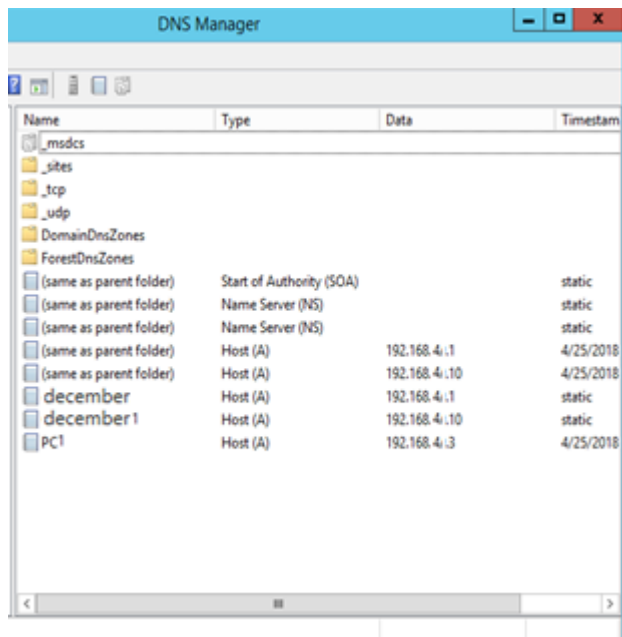 DNS Manager
Name Type Data Timestam
_msdcs
_sites
_tcp
_udp
DomainDnsZones
ForestDnsZones
(same as parent folder) Start of Authority (SOA) static
(same as parent folder) Name Server (NS) static
(same as parent folder) Name Server (NS) static
(same as parent folder) Host (A) 4/25/2018
(same as parent folder) Host (A) 4/25/2018
december Host (A) static
december1 Host (A) static
PC1 Host (A) 4/25/2018